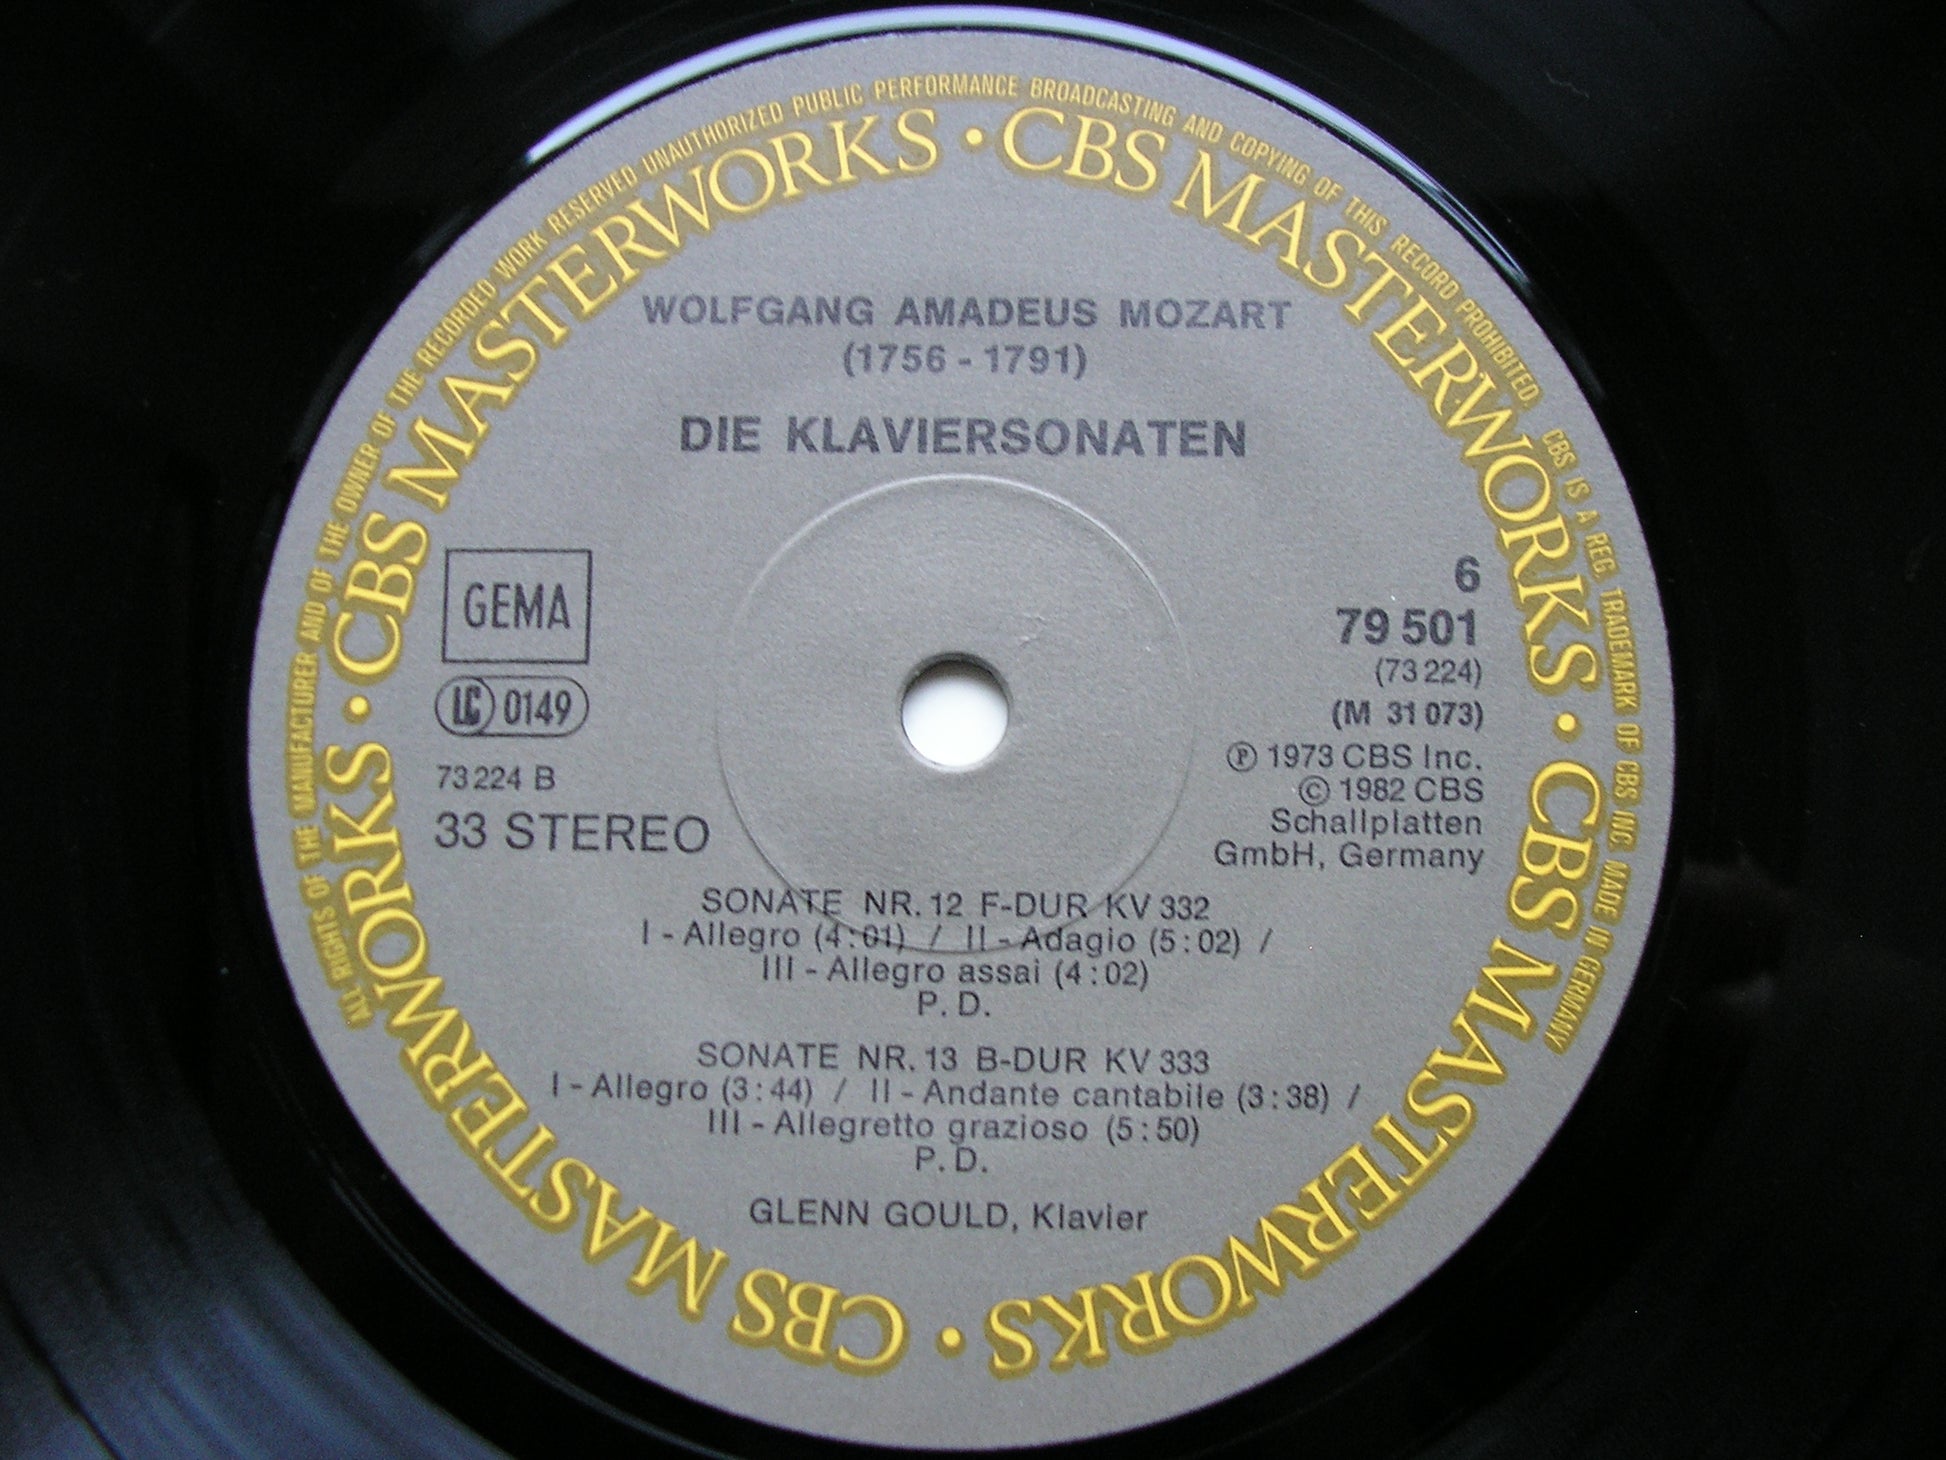 ALL RIGHTS OF THE MANUFACTURER AND OF THE OWNER OF THE RECORDED WORK RESERVED UNAUTHORIZED PUBLIC PERFORMANCE BROADCASTING AND COPYING OF THIS RECORD PROHIBITED. CBS IS A REG. TRADEMARK OF CBS INC. MADE IN GERMANY
CBS MASTERWORKS • CBS MASTERWORKS • CBS MASTERWORKS • CBS MASTERWORKS •
WOLFGANG AMADEUS MOZART
(1756 - 1791)
DIE KLAVIERSONATEN
GEMA
LC 0149
73 224 B
33 STEREO
6
79 501
(73 224)
(M 31 073)
Ⓟ 1973 CBS Inc.
© 1982 CBS
Schallplatten
GmbH, Germany
SONATE NR. 12 F-DUR KV 332
I - Allegro (4:01) / II - Adagio (5:02) /
III - Allegro assai (4:02)
P. D.
SONATE NR. 13 B-DUR KV 333
I - Allegro (3:44) / II - Andante cantabile (3:38) /
III - Allegretto grazioso (5:50)
P. D.
GLENN GOULD, Klavier